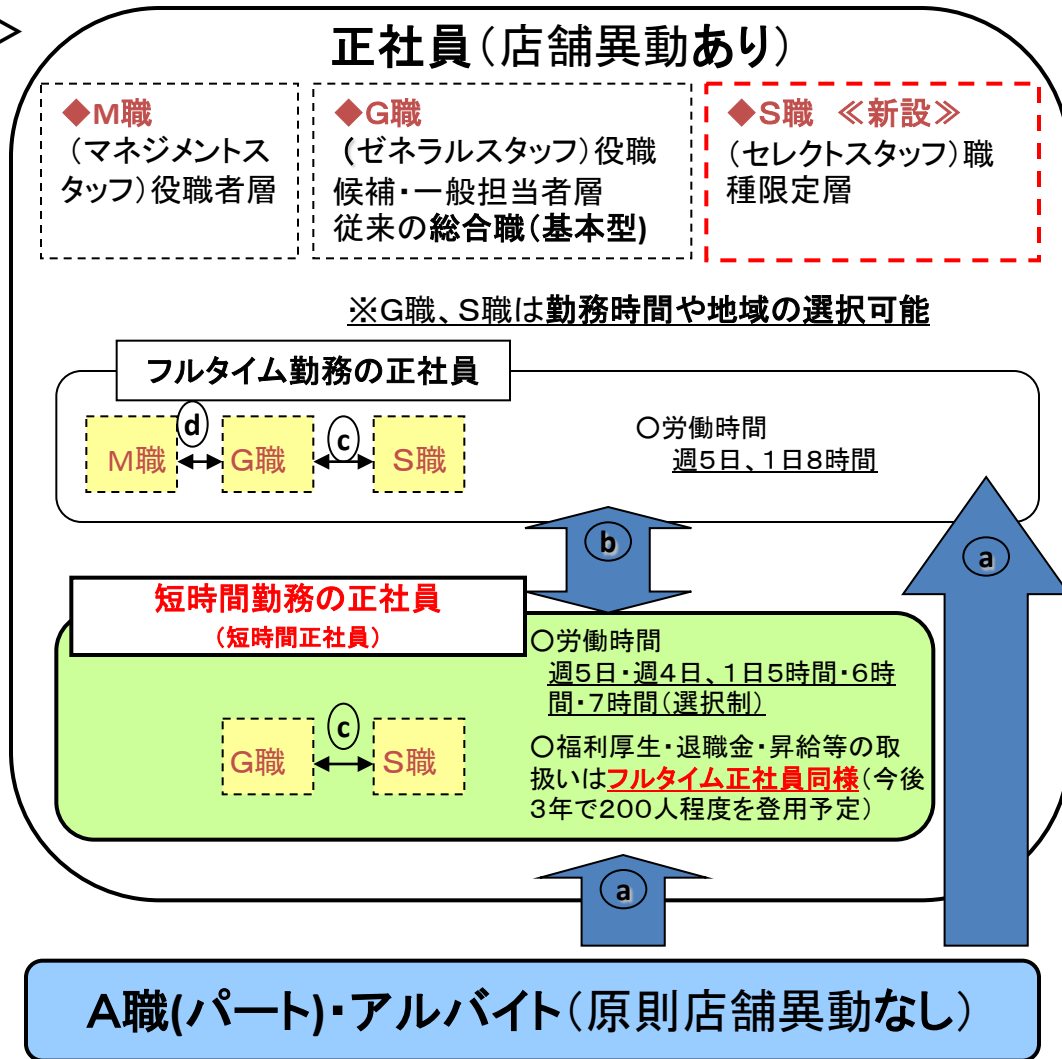 正社員（店舗異動あり）
◆M職
（マネジメントス
タッフ）役職者層
◆G職
（ゼネラルスタッフ）役職
候補・一般担当者層
従来の総合職（基本型)
◆S職 ≪新設≫
（セレクトスタッフ）職
種限定層
※G職、S職は勤務時間や地域の選択可能
フルタイム勤務の正社員
M職
d
G職
c
S職
○労働時間
週5日、1日8時間
b
a
短時間勤務の正社員
（短時間正社員）
○労働時間
週5日・週4日、1日5時間・6時
間・7時間（選択制）
G職
c
S職
○福利厚生・退職金・昇給等の取
扱いはフルタイム正社員同様（今後
3年で200人程度を登用予定）
a
A職(パート)・アルバイト（原則店舗異動なし）